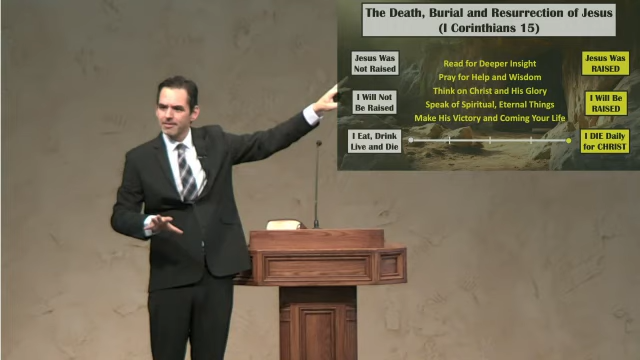 The Death, Burial and Resurrection of Jesus
(I Corinthians 15)
Jesus Was
Not Raised
Read for Deeper Insight
Jesus Was
RAISED
Pray for Help and Wisdom
I Will Not
Be Raised
Think on Christ and His Glory
Speak of Spiritual, Eternal Things
I Will Be
RAISED
Make His Victory and Coming Your Life
I Eat, Drink
Live and Die
I DIE Daily
for CHRIST